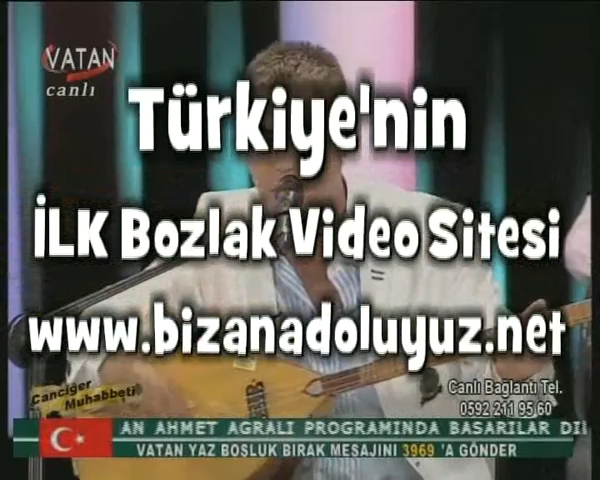 VATAN
canlı
Türkiye'nin
İLK Bozlak Video Sitesi
www.bizanadoluyuz.net
Canciğer
Muhabbeti
Canlı Bağlantı Tel.
0592 211 95 60
AN AHMET AGRALI PROGRAMINDA BASARILAR DİL
VATAN YAZ BOŞLUK BIRAK MESAJINI 3969 'A GÖNDER